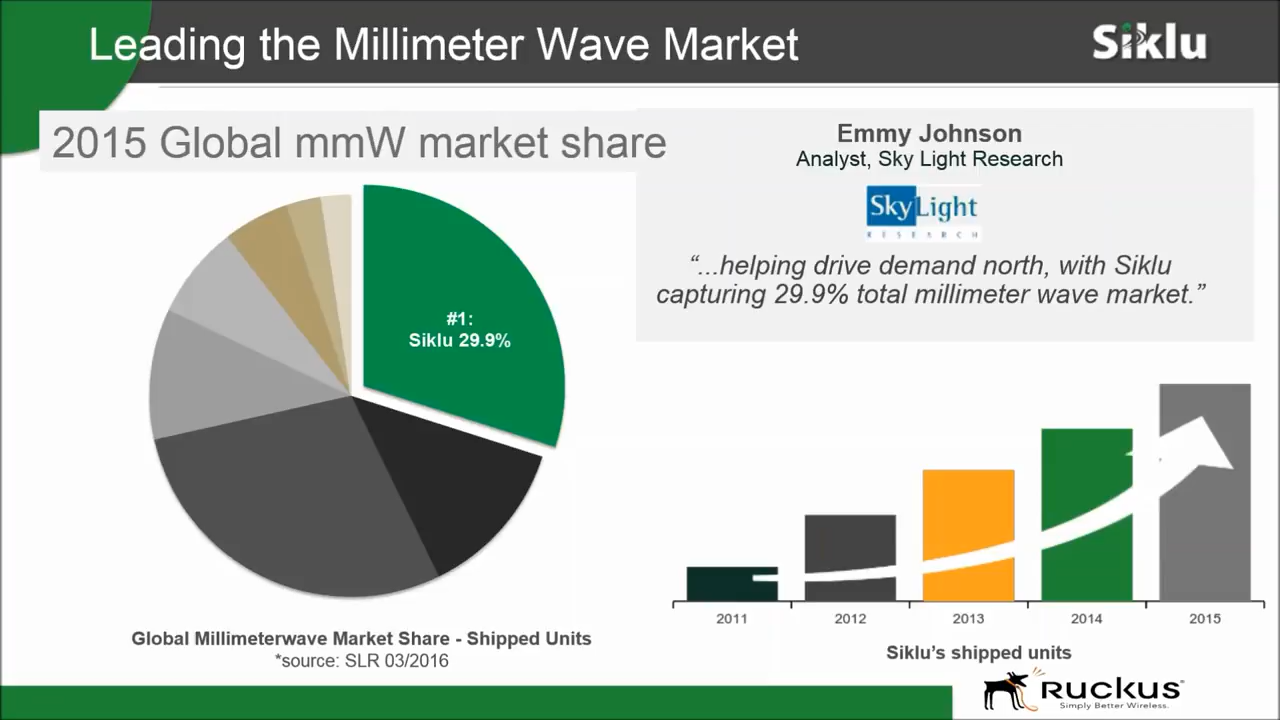 Leading the Millimeter Wave Market
Siklu
2015 Global mmW market share
Emmy Johnson
Analyst, Sky Light Research
SkyLight
RESEARCH
“...helping drive demand north, with Siklu
capturing 29.9% total millimeter wave market.”
#1:
Siklu 29.9%
Global Millimeterwave Market Share - Shipped Units
*source: SLR 03/2016
2011
2012
2013
2014
2015
Siklu’s shipped units
RUCKUS
Simply Better Wireless.